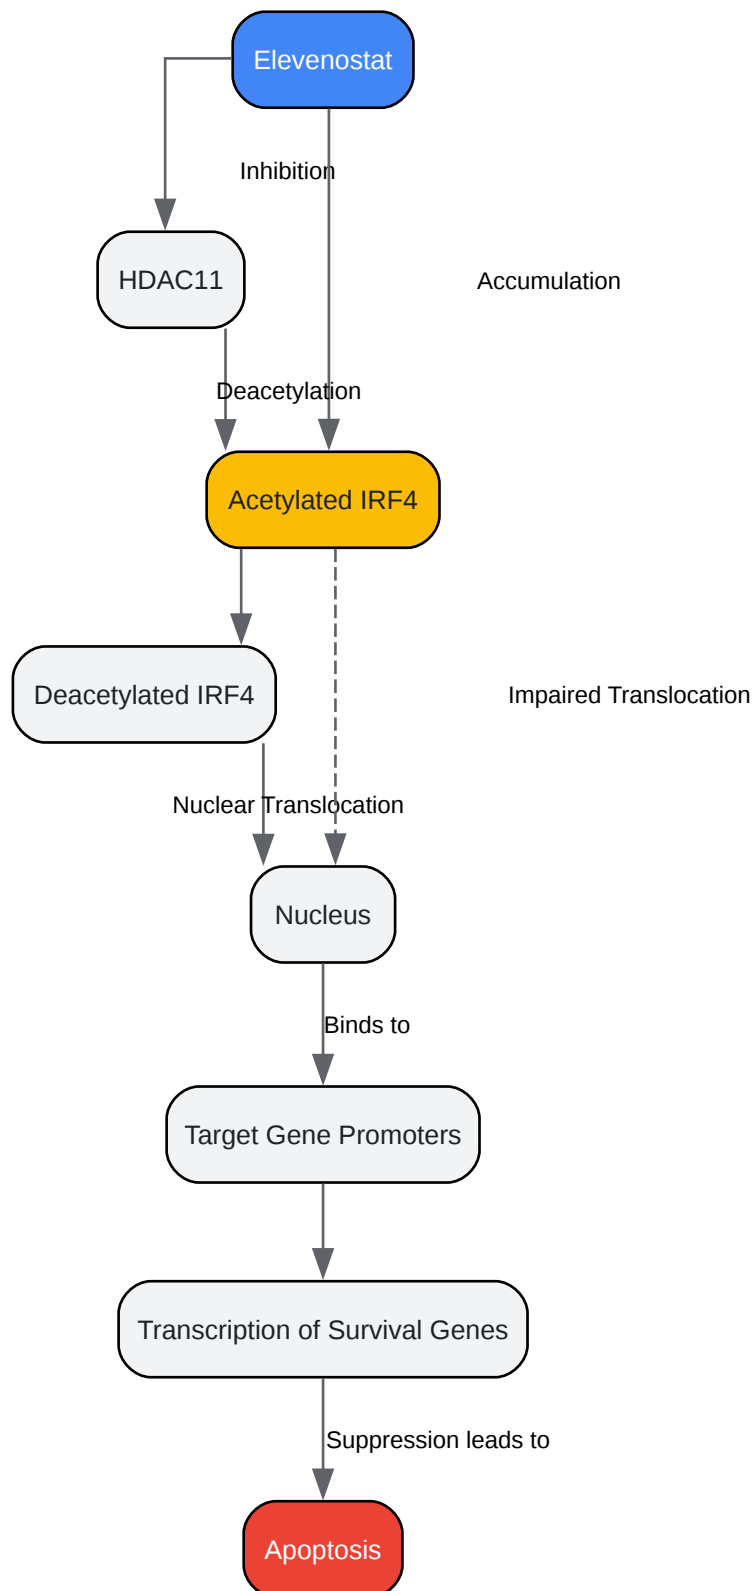 Elevenostat
Inhibition
HDAC11
Accumulation
Deacetylation
Acetylated IRF4
Deacetylated IRF4
Impaired Translocation
Nuclear Translocation
Nucleus
Binds to
Target Gene Promoters
Transcription of Survival Genes
Suppression leads to
Apoptosis